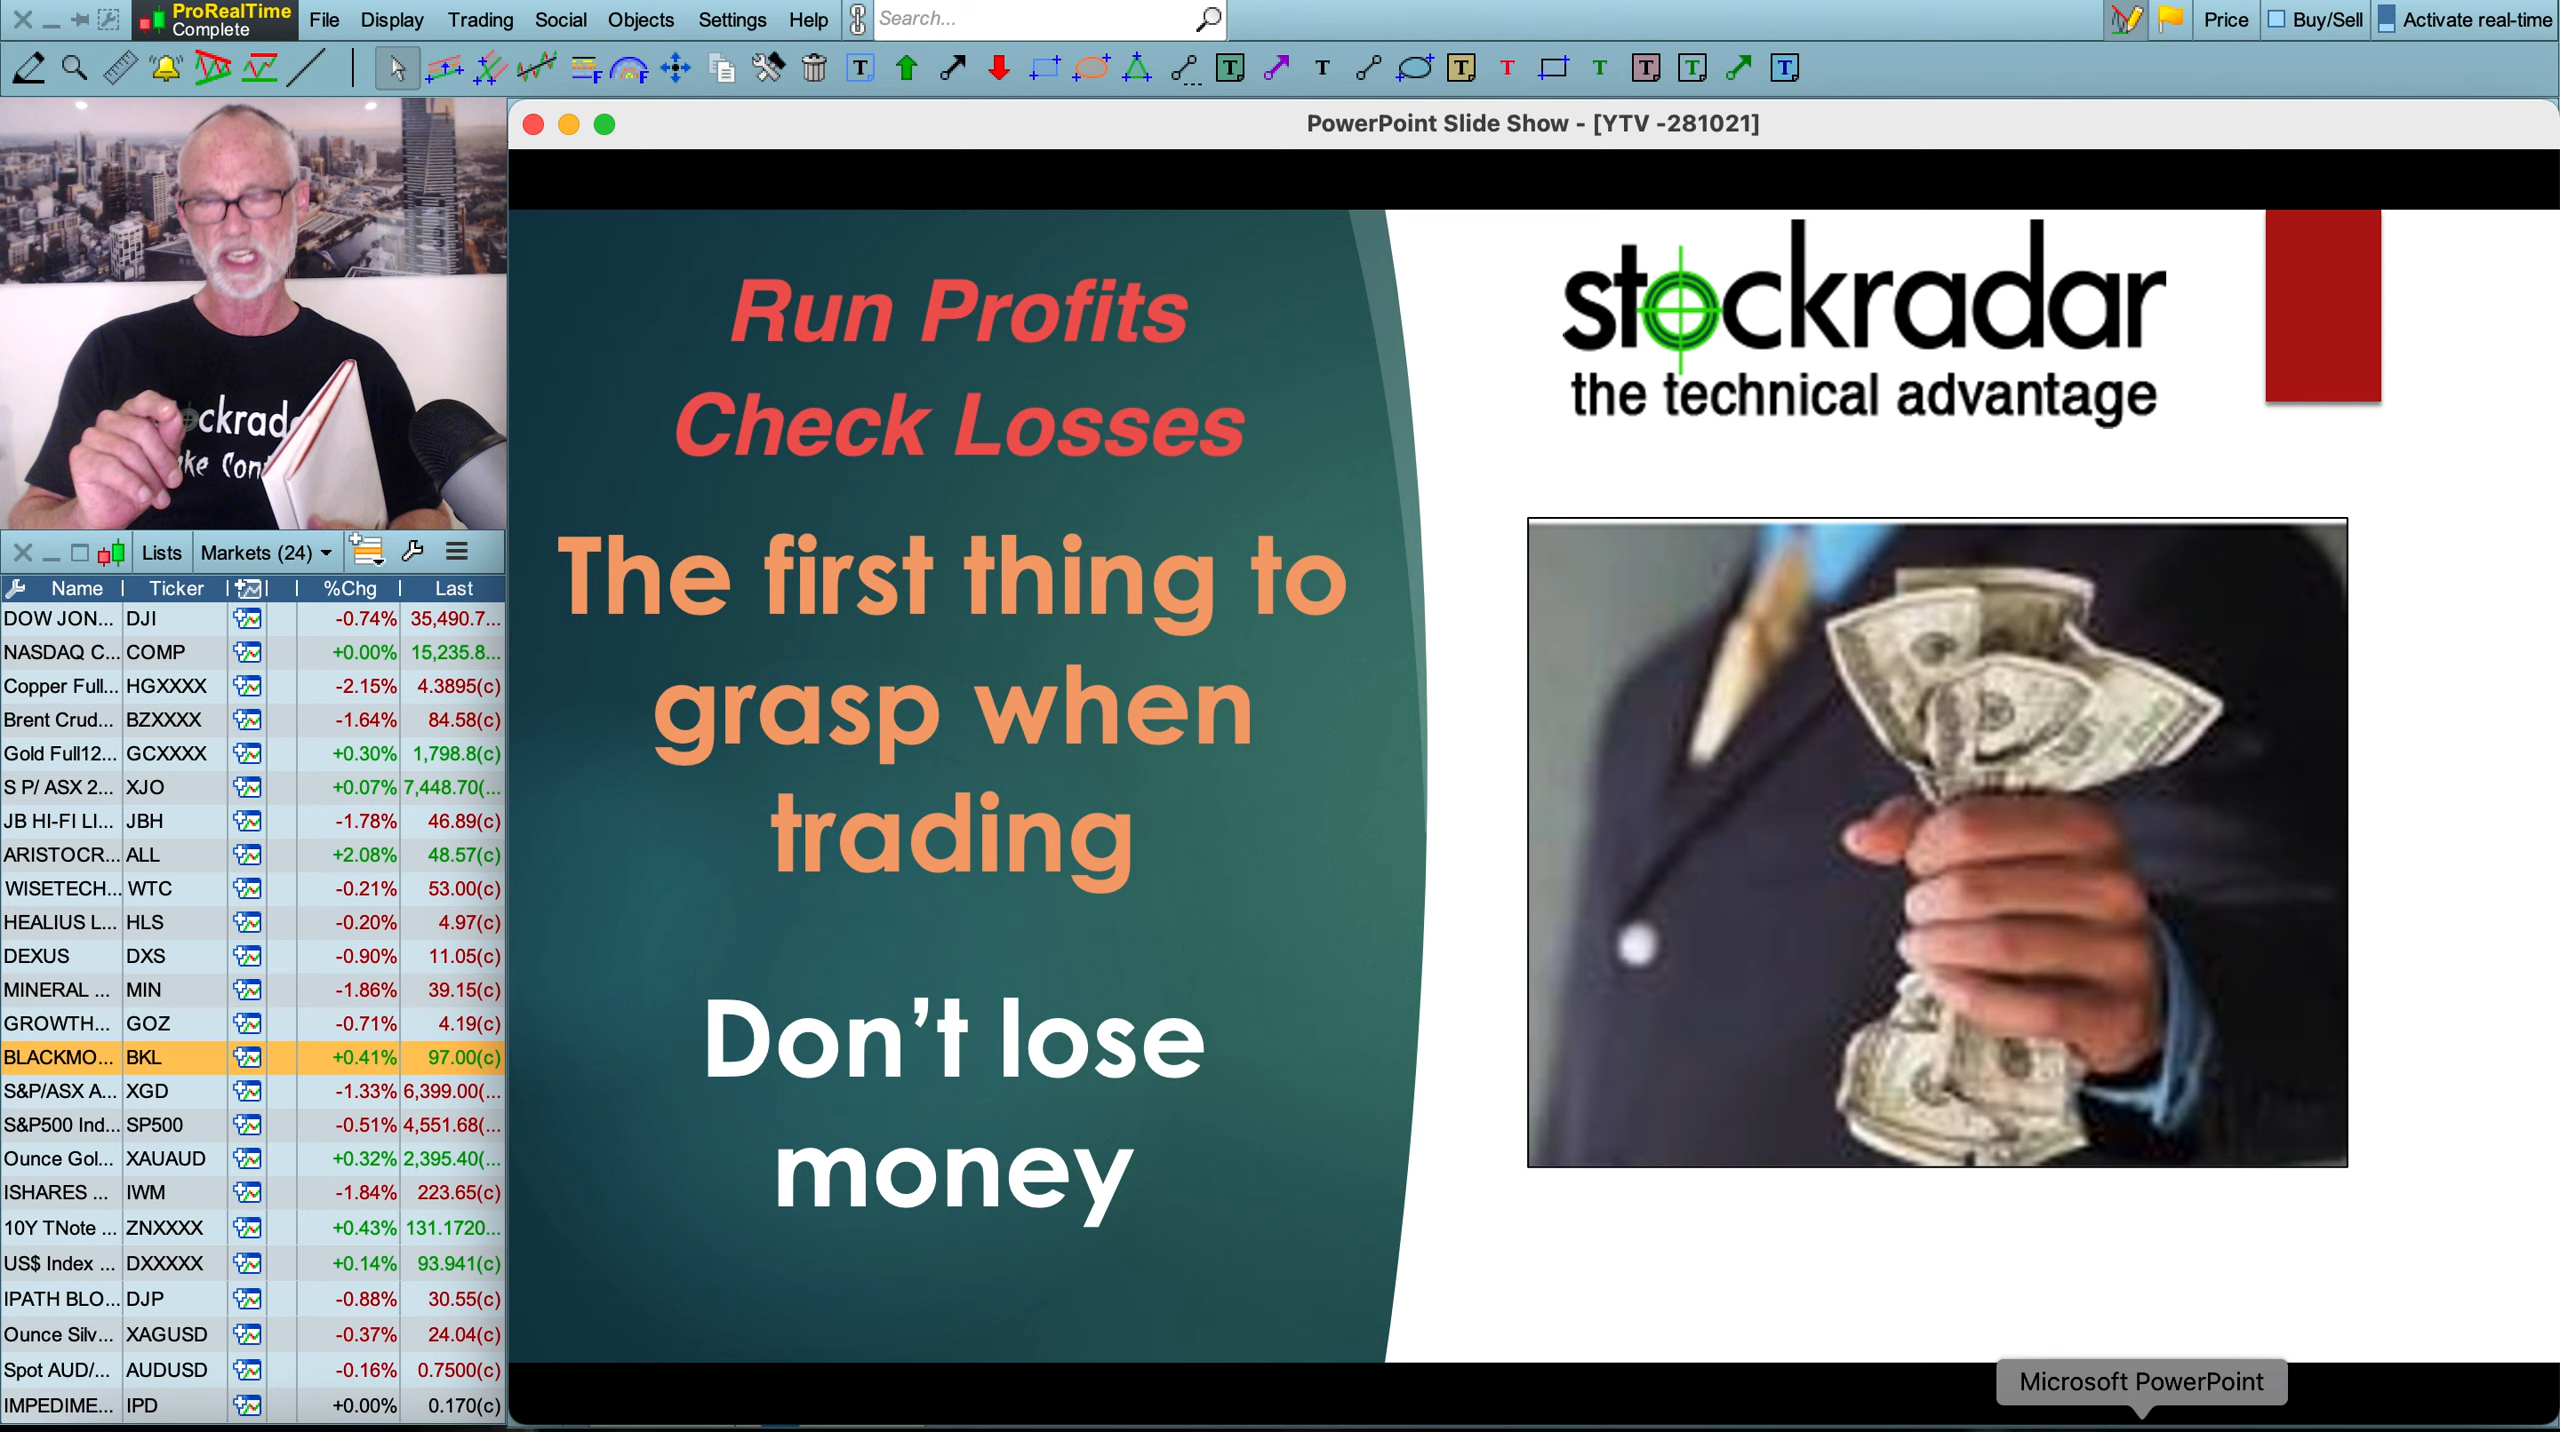 ProRealTime
Complete
File Display Trading Social Objects Settings Help Search... Price Buy/Sell Activate real-time
PowerPoint Slide Show - [YTV -281021]
ckrad
ke Con
Run Profits
Check Losses
The first thing to
grasp when
trading
Don't lose
money
stockradar
the technical advantage
Lists Markets (24)
Name Ticker %Chg Last
DOW JON... DJI -0.74% 35,490.7...
NASDAQ C... COMP +0.00% 15,235.8...
Copper Full... HGXXXX -2.15% 4.3895(c)
Brent Crud... BZXXXX -1.64% 84.58(c)
Gold Full12... GCXXXX +0.30% 1,798.8(c)
S P/ ASX 2... XJO +0.07% 7,448.70(...
JB HI-FI LI... JBH -1.78% 46.89(c)
ARISTOCR... ALL +2.08% 48.57(c)
WISETECH... WTC -0.21% 53.00(c)
HEALIUS L... HLS -0.20% 4.97(c)
DEXUS DXS -0.90% 11.05(c)
MINERAL ... MIN -1.86% 39.15(c)
GROWTH... GOZ -0.71% 4.19(c)
BLACKMO... BKL +0.41% 97.00(c)
S&P/ASX A... XGD -1.33% 6,399.00(...
S&P500 Ind... SP500 -0.51% 4,551.68(...
Ounce Gol... XAUAUD +0.32% 2,395.40(...
ISHARES ... IWM -1.84% 223.65(c)
10Y TNote ... ZNXXXX +0.43% 131.1720...
US$ Index ... DXXXXX +0.14% 93.941(c)
IPATH BLO... DJP -0.88% 30.55(c)
Ounce Silv... XAGUSD -0.37% 24.04(c)
Spot AUD/... AUDUSD -0.16% 0.7500(c)
IMPEDIME... IPD +0.00% 0.170(c)
Microsoft PowerPoint